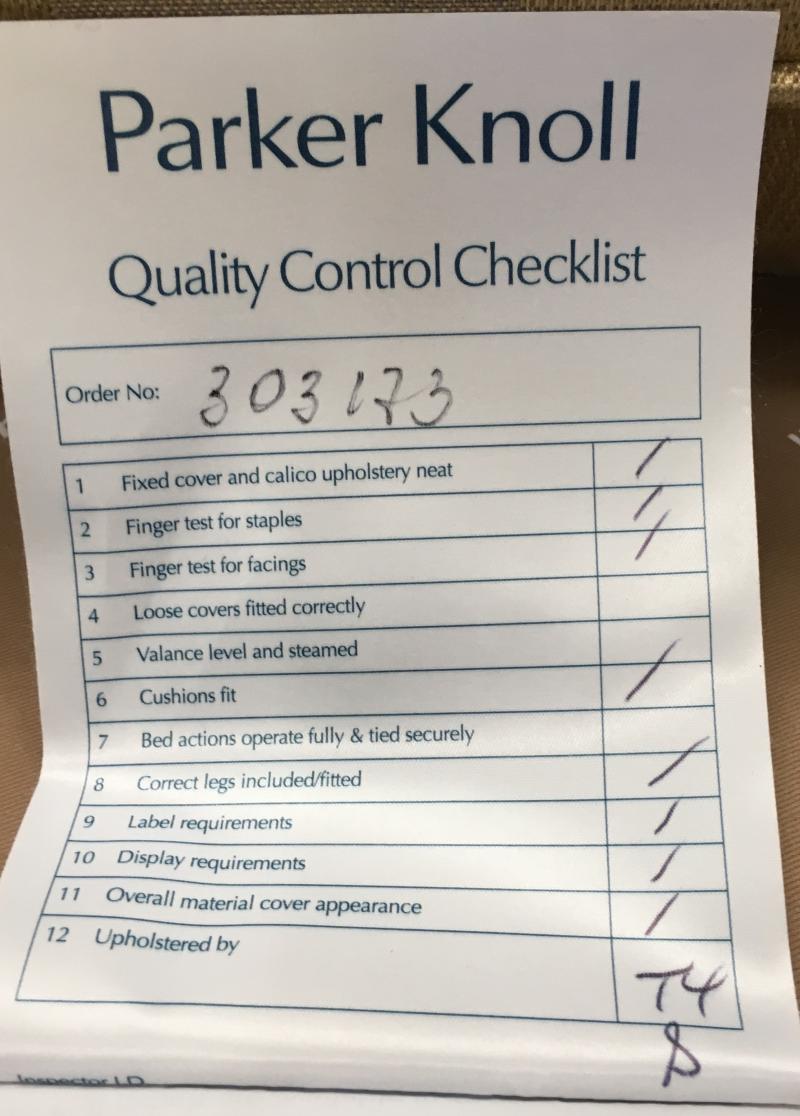 Parker Knoll
Quality Control Checklist
Order No: 303173
1 Fixed cover and calico upholstery neat /
2 Finger test for staples /
3 Finger test for facings /
4 Loose covers fitted correctly
5 Valance level and steamed
6 Cushions fit /
7 Bed actions operate fully & tied securely
8 Correct legs included/fitted /
9 Label requirements /
10 Display requirements /
11 Overall material cover appearance /
12 Upholstered by T4
Inspector I.D.